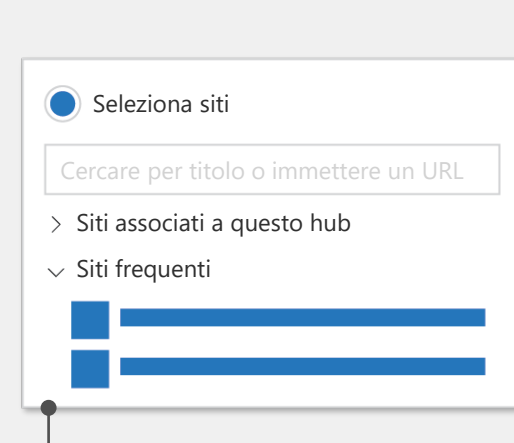 Seleziona siti
Cercare per titolo o immettere un URL
Siti associati a questo hub
Siti frequenti